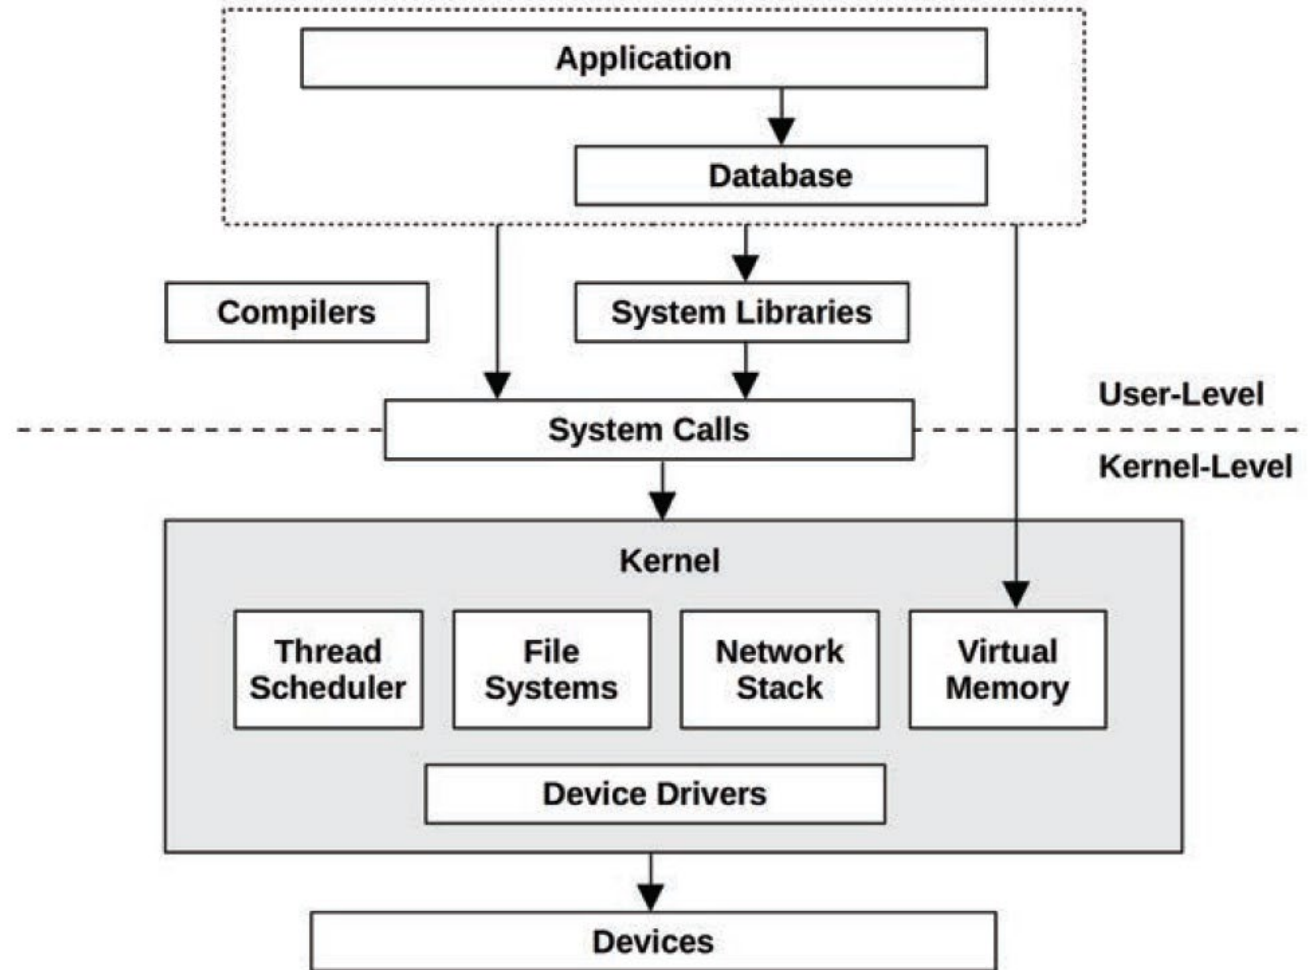 Application
Database
Compilers
System Libraries
User-Level
System Calls
Kernel-Level
Kernel
Thread
Scheduler
File
Systems
Network
Stack
Virtual
Memory
Device Drivers
Devices